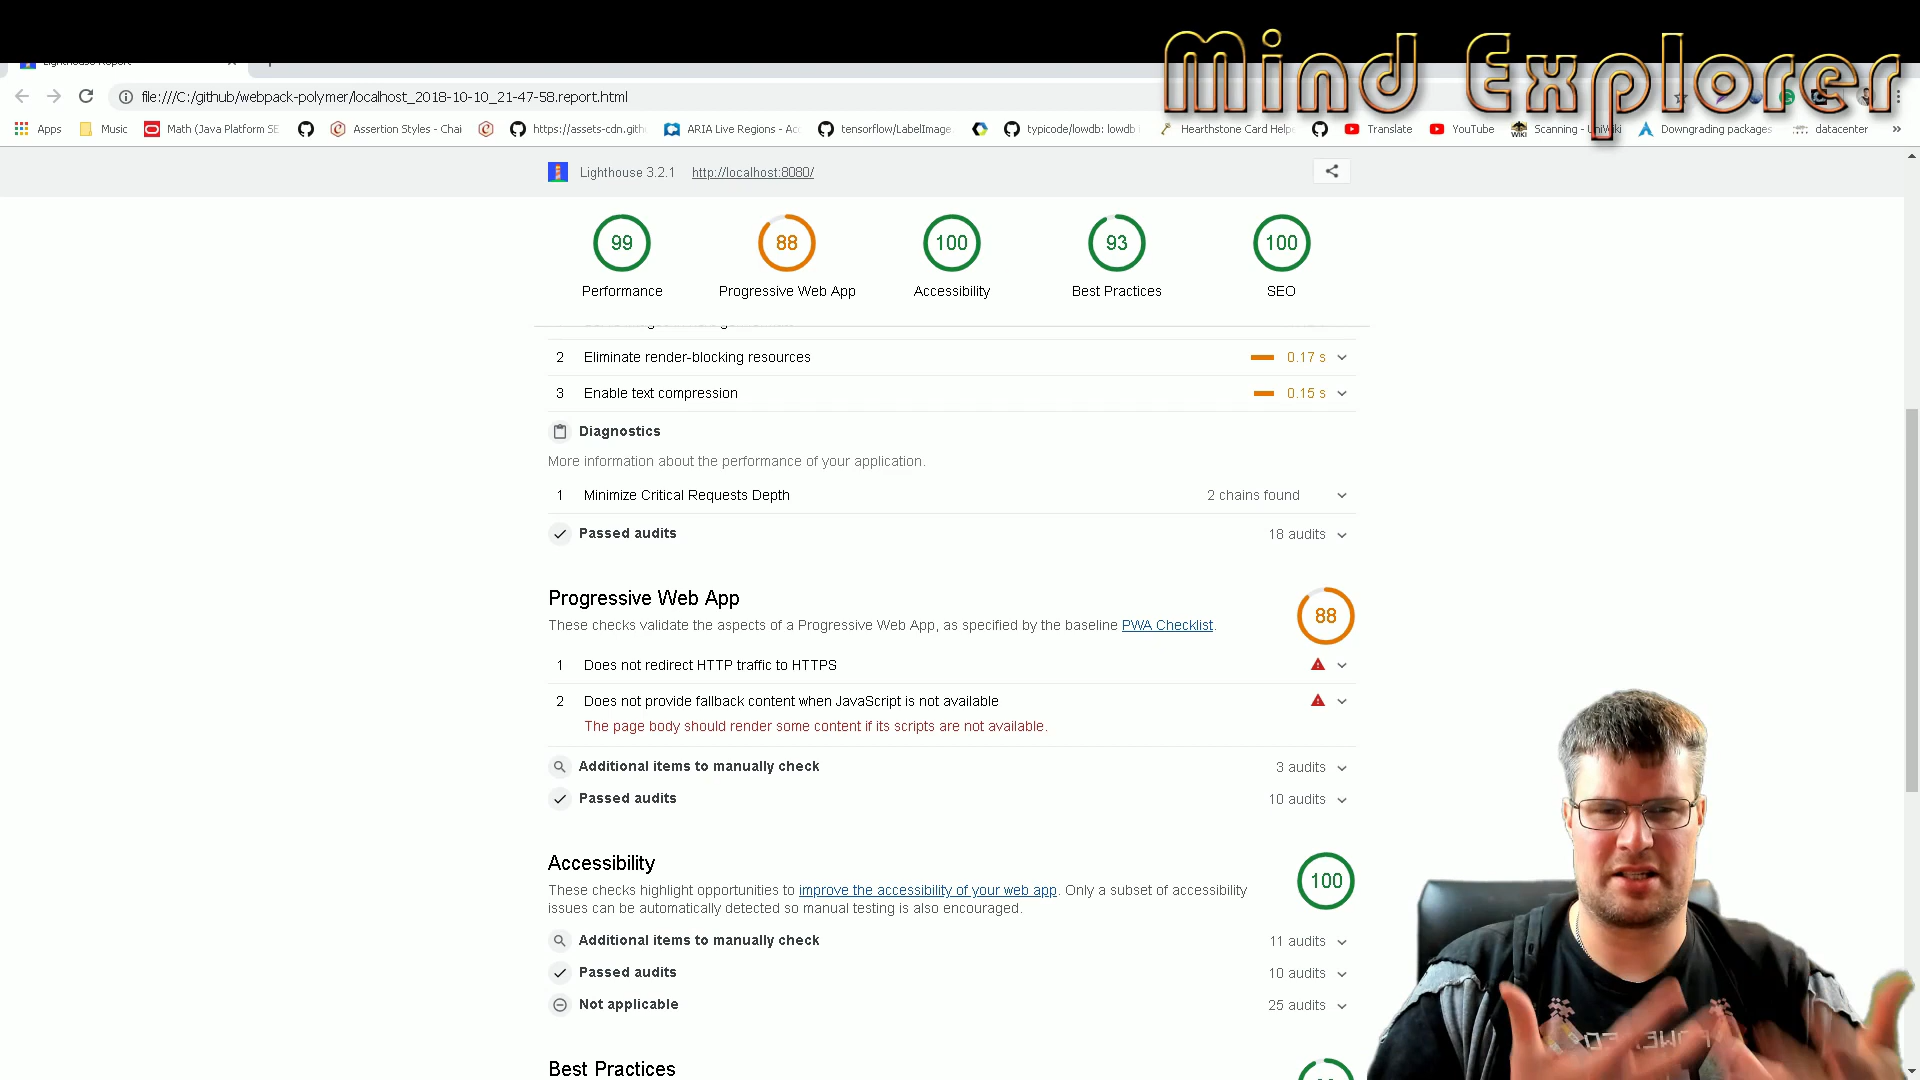 Mind Explorer
Lighthouse Report
file:///C:/github/webpack-polymer/localhost_2018-10-10_21-47-58.report.html
Apps Music Math (Java Platform SE Assertion Styles - Chai https://assets-cdn.gith ARIA Live Regions - Acc tensorflow/LabelImage typicode/lowdb: lowdb Hearthstone Card Help Translate YouTube Scanning - UniWiki Downgrading packages datacenter »
Lighthouse 3.2.1 http://localhost:8080/
99 88 100 93 100
Performance Progressive Web App Accessibility Best Practices SEO
2 Eliminate render-blocking resources 0.17 s
3 Enable text compression 0.15 s
Diagnostics
More information about the performance of your application.
1 Minimize Critical Requests Depth 2 chains found
Passed audits 18 audits
Progressive Web App 88
These checks validate the aspects of a Progressive Web App, as specified by the baseline PWA Checklist.
1 Does not redirect HTTP traffic to HTTPS
2 Does not provide fallback content when JavaScript is not available
The page body should render some content if its scripts are not available.
Additional items to manually check 3 audits
Passed audits 10 audits
Accessibility 100
These checks highlight opportunities to improve the accessibility of your web app. Only a subset of accessibility
issues can be automatically detected so manual testing is also encouraged.
Additional items to manually check 11 audits
Passed audits 10 audits
Not applicable 25 audits
Best Practices